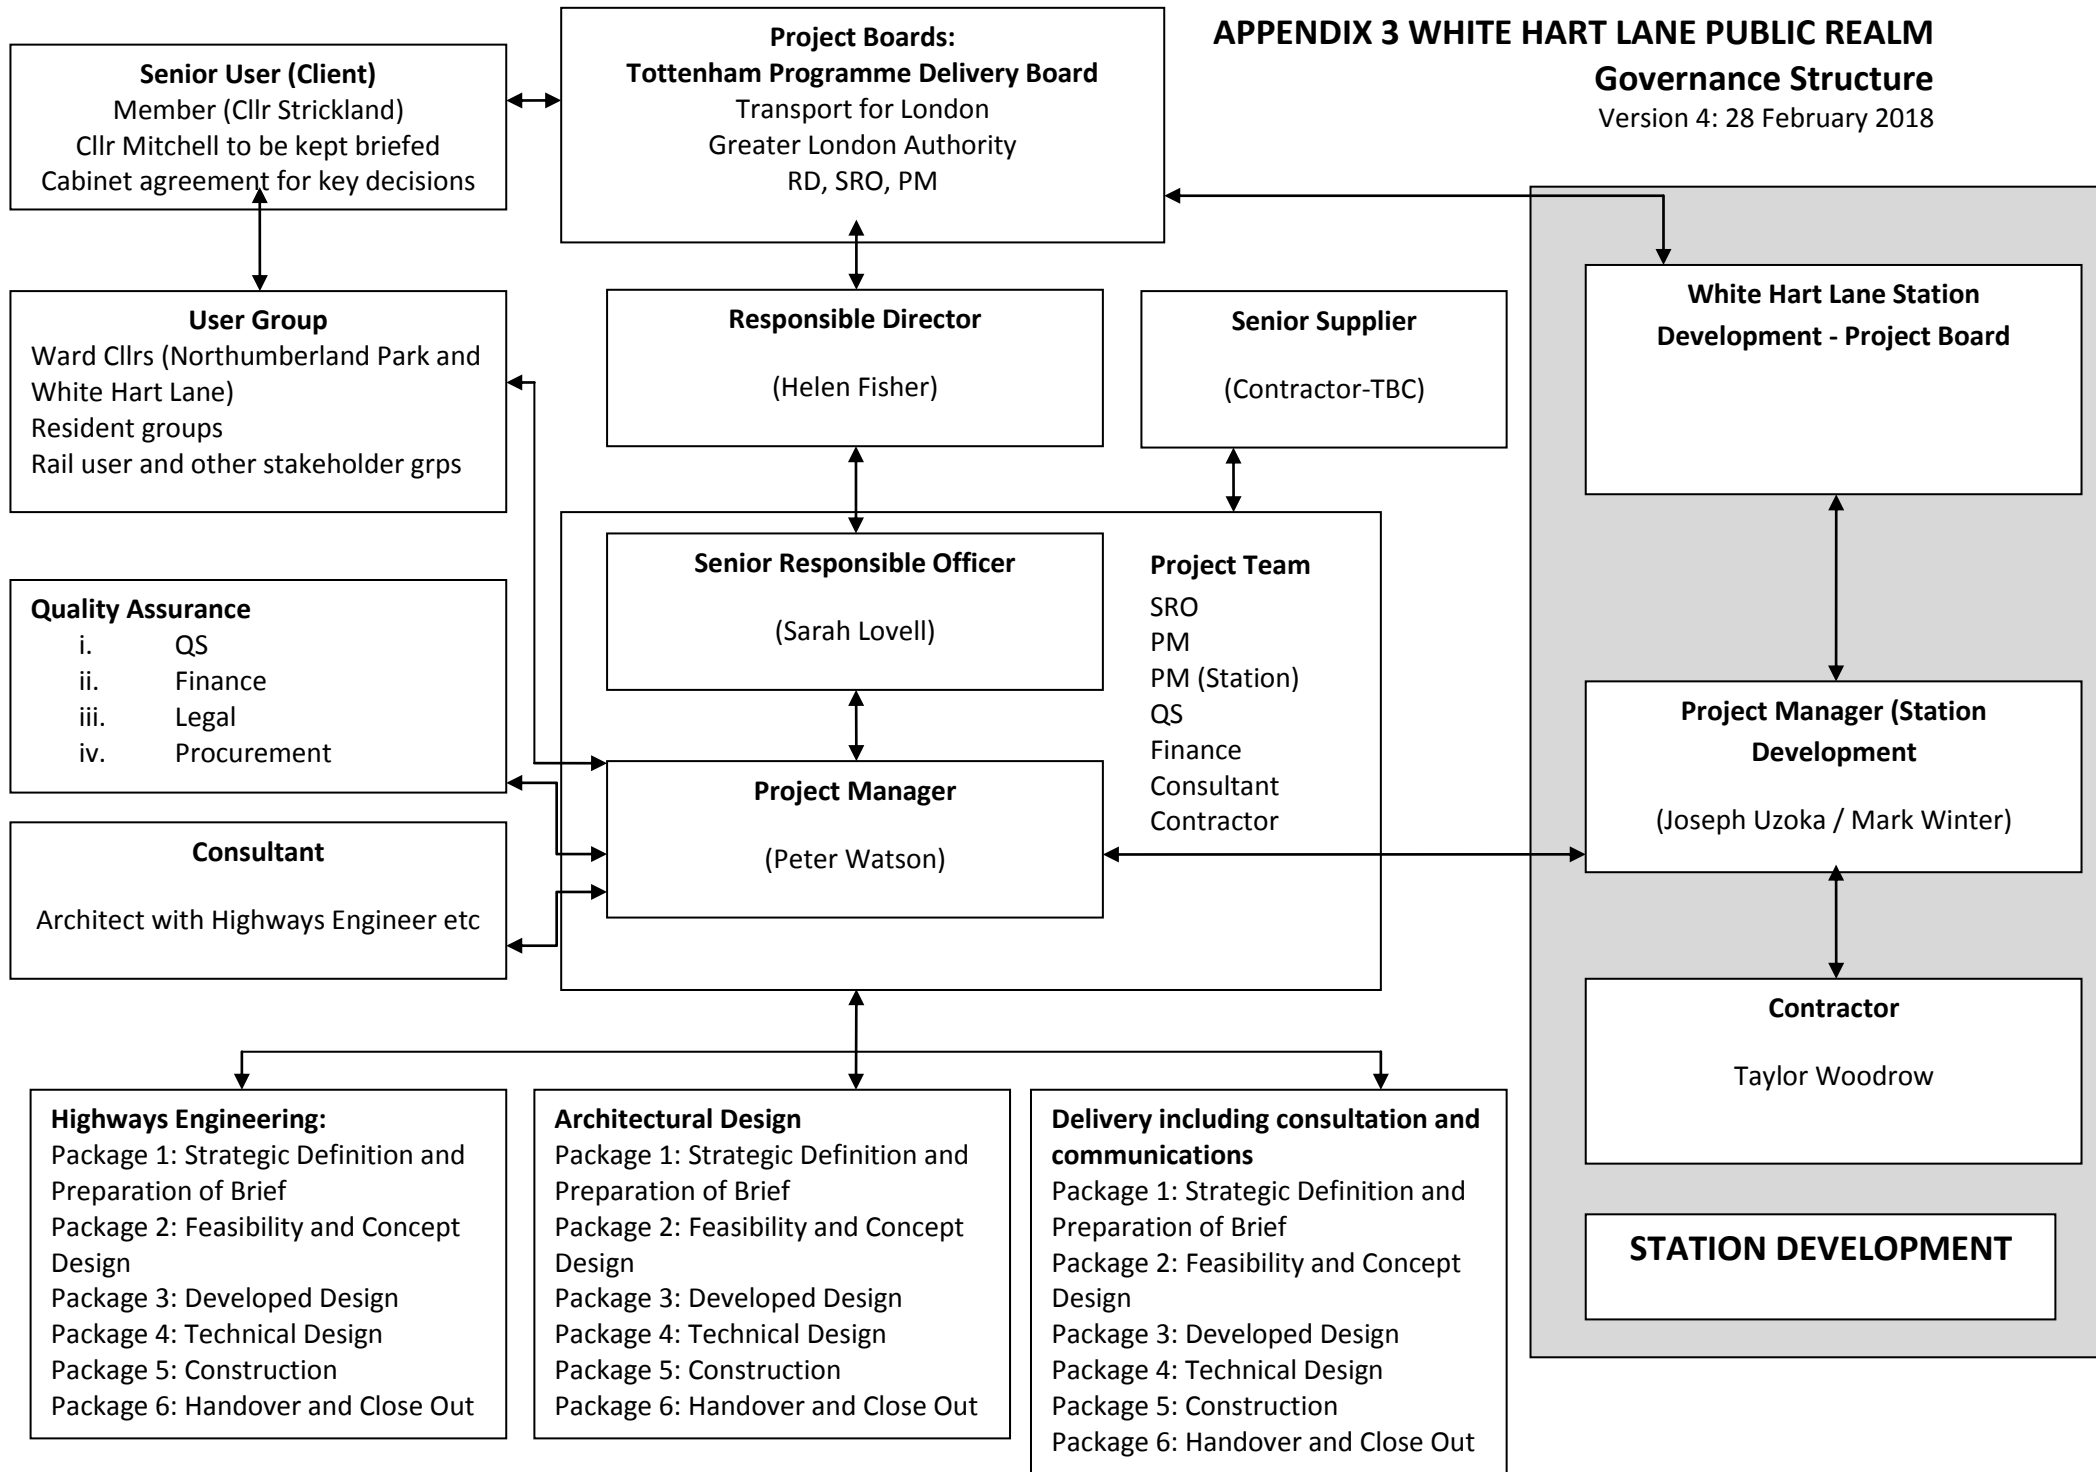 APPENDIX 3 WHITE HART LANE PUBLIC REALM
Governance Structure
Version 4: 28 February 2018
Senior User (Client)
Member (Cllr Strickland)
Cllr Mitchell to be kept briefed
Cabinet agreement for key decisions
Project Boards:
Tottenham Programme Delivery Board
Transport for London
Greater London Authority
RD, SRO, PM
User Group
Ward Cllrs (Northumberland Park and
White Hart Lane)
Resident groups
Rail user and other stakeholder grps
Responsible Director
(Helen Fisher)
Senior Supplier
(Contractor-TBC)
White Hart Lane Station
Development - Project Board
Quality Assurance
i. QS
ii. Finance
iii. Legal
iv. Procurement
Senior Responsible Officer
(Sarah Lovell)
Project Team
SRO
PM
PM (Station)
QS
Finance
Consultant
Contractor
Project Manager (Station
Development
(Joseph Uzoka / Mark Winter)
Consultant
Architect with Highways Engineer etc
Project Manager
(Peter Watson)
Contractor
Taylor Woodrow
Highways Engineering:
Package 1: Strategic Definition and
Preparation of Brief
Package 2: Feasibility and Concept
Design
Package 3: Developed Design
Package 4: Technical Design
Package 5: Construction
Package 6: Handover and Close Out
Architectural Design
Package 1: Strategic Definition and
Preparation of Brief
Package 2: Feasibility and Concept
Design
Package 3: Developed Design
Package 4: Technical Design
Package 5: Construction
Package 6: Handover and Close Out
Delivery including consultation and
communications
Package 1: Strategic Definition and
Preparation of Brief
Package 2: Feasibility and Concept
Design
Package 3: Developed Design
Package 4: Technical Design
Package 5: Construction
Package 6: Handover and Close Out
STATION DEVELOPMENT